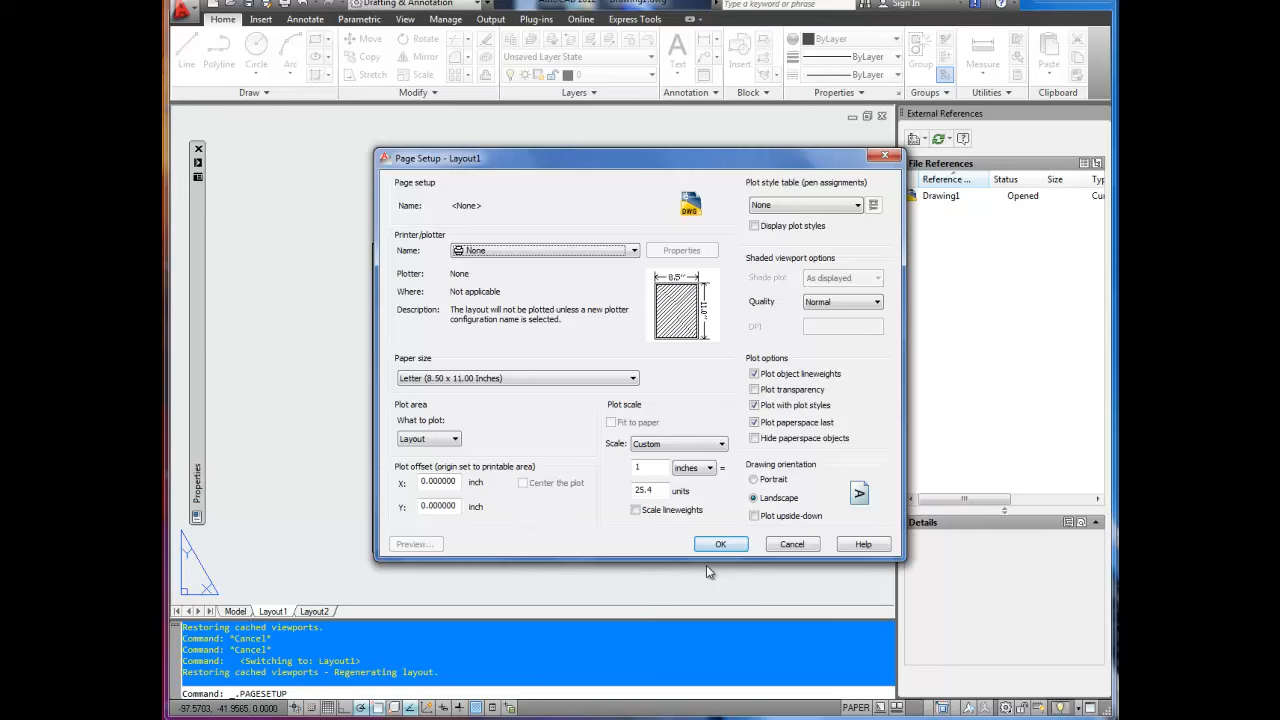 Drafting & Annotation
AutoCAD 2012 Drawing1.dwg
Type a keyword or phrase
Sign In
Home Insert Annotate Parametric View Manage Output Plug-ins Online Express Tools
Line
Polyline
Circle
Arc
Move
Copy
Stretch
Rotate
Mirror
Scale
Unsaved Layer State
0
Text
Insert
ByLayer
ByLayer
ByLayer
Group
Measure
Paste
Draw Modify Layers Annotation Block Properties Groups Utilities Clipboard
External References
File References
Reference ... Status Size Ty
Drawing1 Opened Cur
Details
Properties
Page Setup - Layout1
Page setup
Name: <None>
DWG
Printer/plotter
Name: None
Properties
Plotter: None
Where: Not applicable
Description: The layout will not be plotted unless a new plotter
configuration name is selected.
8.5''
11.0''
Paper size
Letter (8.50 x 11.00 Inches)
Plot area
What to plot:
Layout
Plot offset (origin set to printable area)
X: 0.000000 inch
Center the plot
Y: 0.000000 inch
Plot scale
Fit to paper
Scale: Custom
1 inches =
25.4 units
Scale lineweights
Plot style table (pen assignments)
None
Display plot styles
Shaded viewport options
Shade plot As displayed
Quality Normal
DPI
Plot options
Plot object lineweights
Plot transparency
Plot with plot styles
Plot paperspace last
Hide paperspace objects
Drawing orientation
Portrait
Landscape
Plot upside-down
A
Preview...
OK
Cancel
Help
Y
X
Model Layout1 Layout2
Restoring cached viewports.
Command: *Cancel*
Command: *Cancel*
Command: <Switching to: Layout1>
Restoring cached viewports - Regenerating layout.
Command: _.PAGESETUP
-97.5703, -41.9565, 0.0000
PAPER